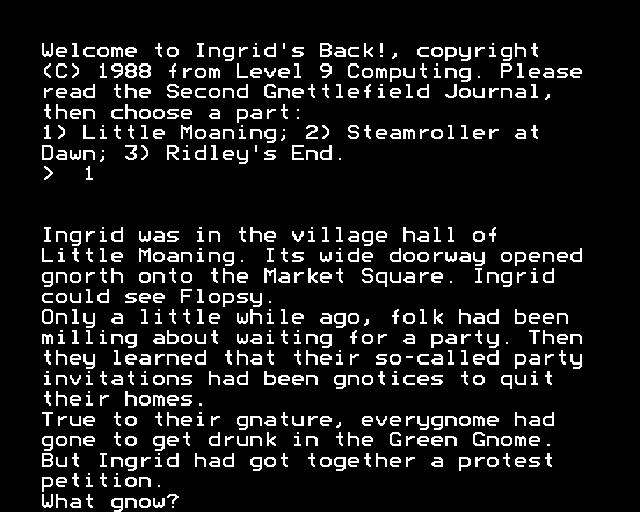 Welcome to Ingrid's Back!, copyright
(C) 1988 from Level 9 Computing. Please
read the Second Gnettlefield Journal,
then choose a part:
1) Little Moaning; 2) Steamroller at
Dawn; 3) Ridley's End.
>  1
Ingrid was in the village hall of
Little Moaning. Its wide doorway opened
gnorth onto the Market Square. Ingrid
could see Flopsy.
Only a little while ago, folk had been
milling about waiting for a party. Then
they learned that their so-called party
invitations had been gnotices to quit
their homes.
True to their gnature, everygnome had
gone to get drunk in the Green Gnome.
But Ingrid had got together a protest
petition.
What gnow?